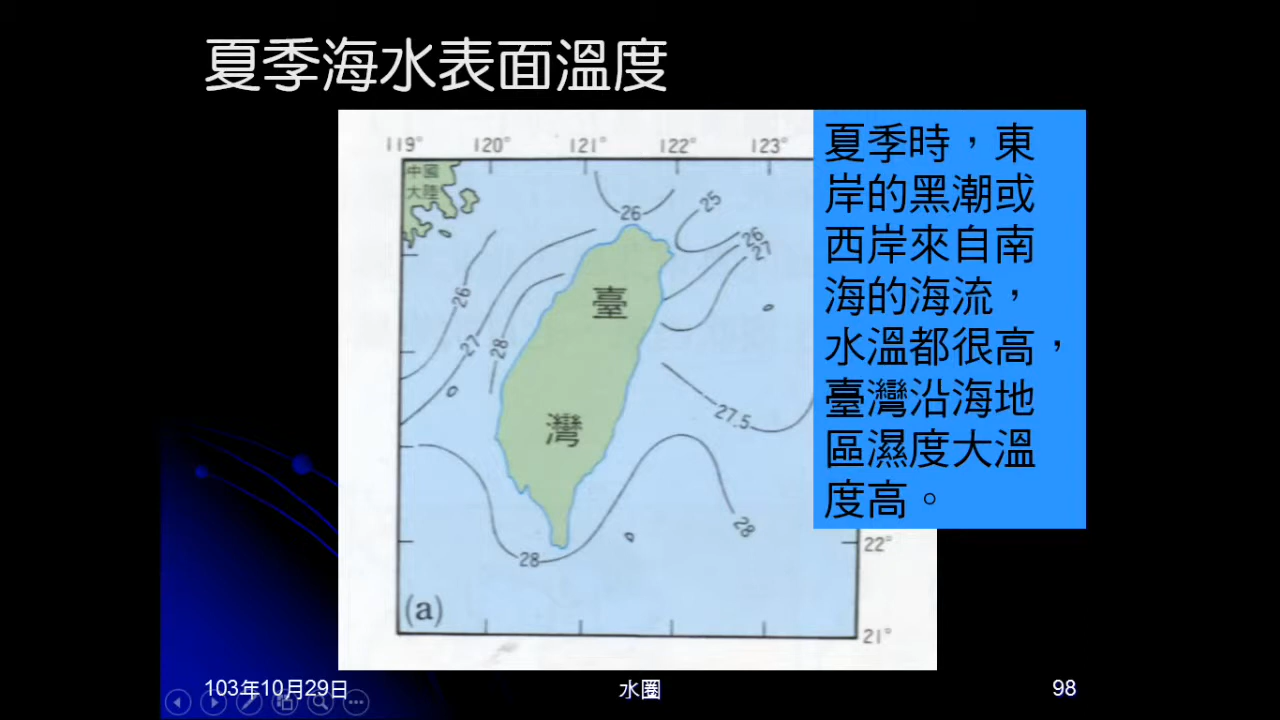 夏季海水表面溫度
119° 120° 121° 122° 123°
中國
大陸
26
25
26
27
26
27
28
臺
灣
27.5
28
28
(a)
22°
21°
夏季時，東
岸的黑潮或
西岸來自南
海的海流，
水溫都很高，
臺灣沿海地
區濕度大溫
度高。
103年10月29日
水圈
98